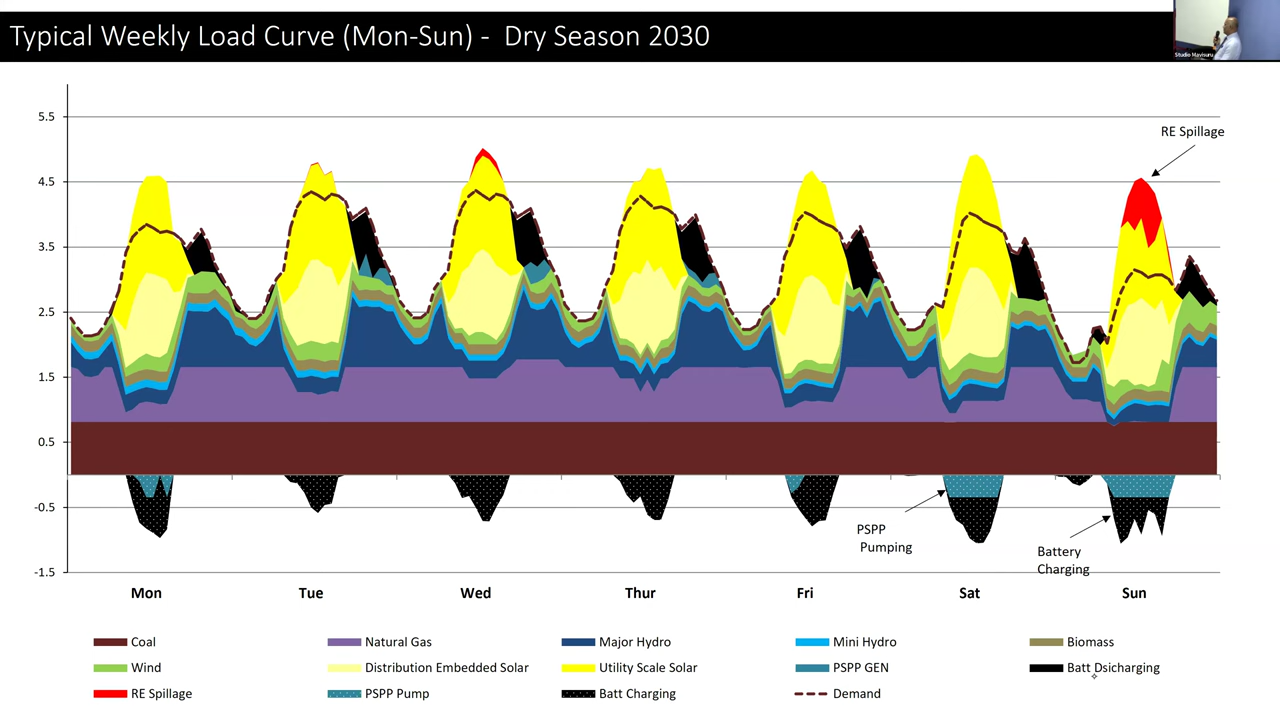 Typical Weekly Load Curve (Mon-Sun) - Dry Season 2030
Studio Mavisuru
5.5
4.5
3.5
2.5
1.5
0.5
-0.5
-1.5
RE Spillage
PSPP
Pumping
Battery
Charging
Mon Tue Wed Thur Fri Sat Sun
Coal Natural Gas Major Hydro Mini Hydro Biomass
Wind Distribution Embedded Solar Utility Scale Solar PSPP GEN Batt Dsicharging
RE Spillage PSPP Pump Batt Charging Demand